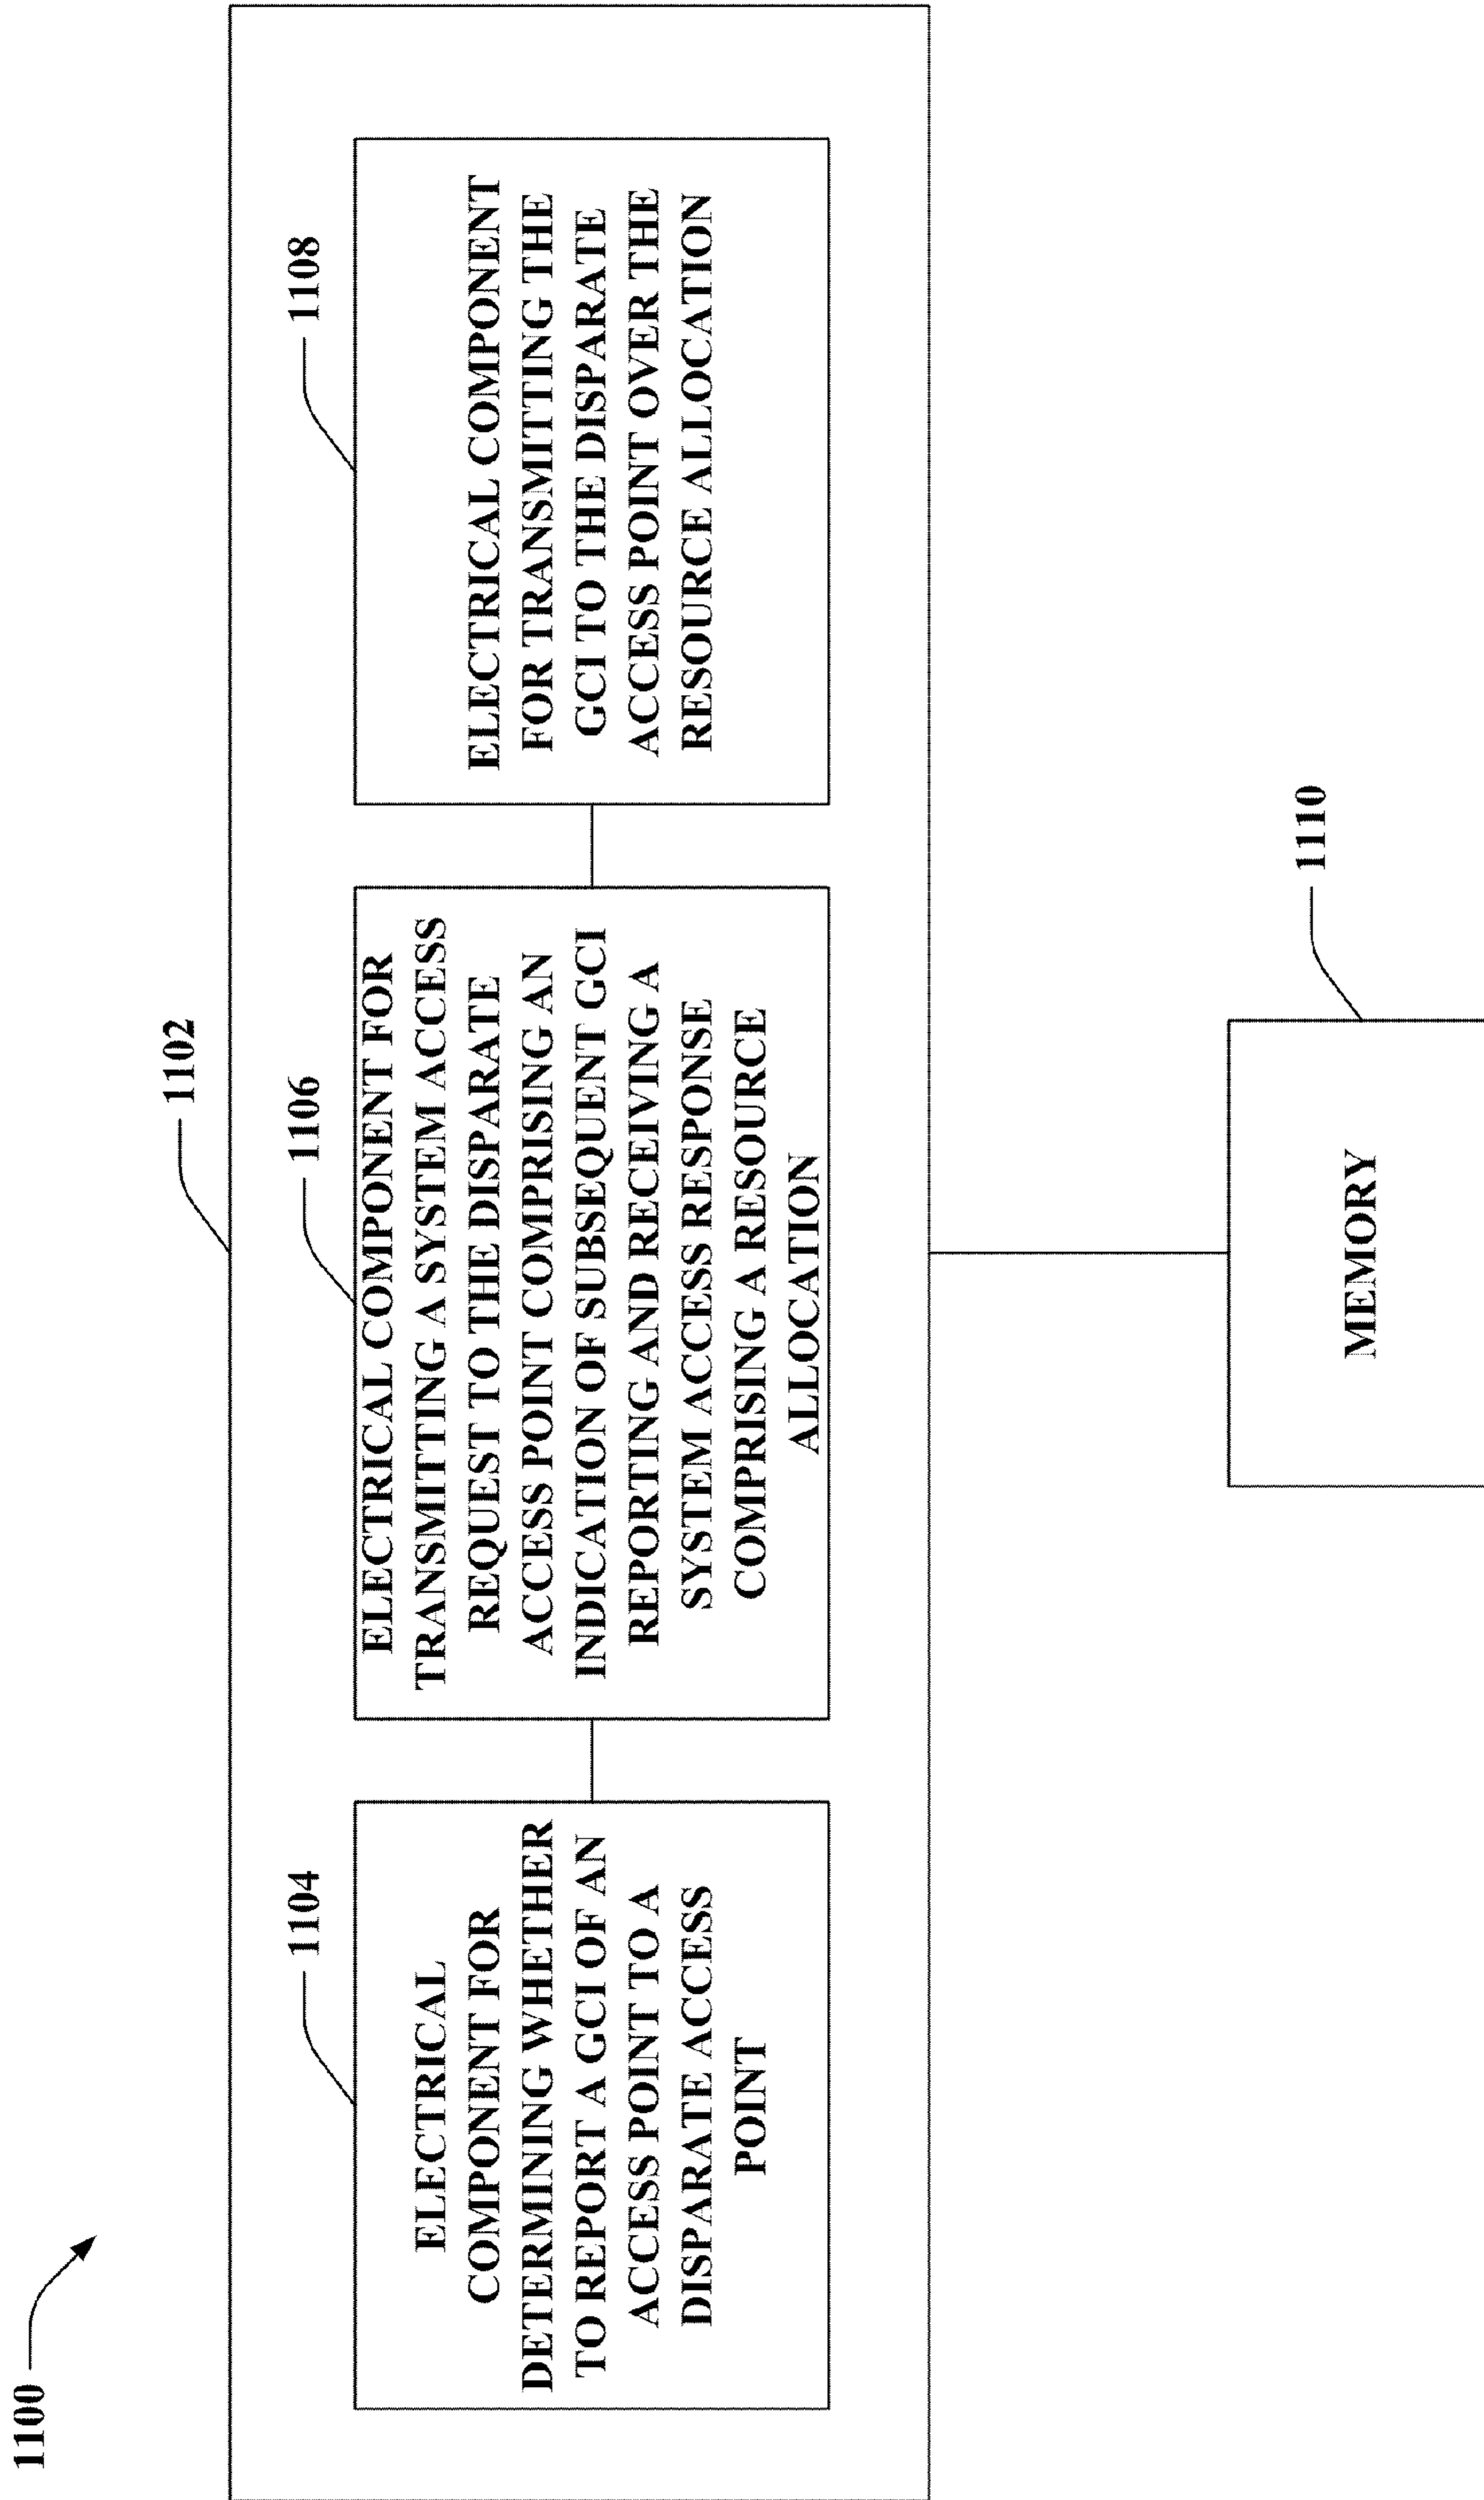 1100
1102
1104
ELECTRICAL
COMPONENT FOR
DETERMINING WHETHER
TO REPORT A GCI OF AN
ACCESS POINT TO A
DISPARATE ACCESS
POINT
1106
ELECTRICAL COMPONENT FOR
TRANSMITTING A SYSTEM ACCESS
REQUEST TO THE DISPARATE
ACCESS POINT COMPRISING AN
INDICATION OF SUBSEQUENT GCI
REPORTING AND RECEIVING A
SYSTEM ACCESS RESPONSE
COMPRISING A RESOURCE
ALLOCATION
1108
ELECTRICAL COMPONENT
FOR TRANSMITTING THE
GCI TO THE DISPARATE
ACCESS POINT OVER THE
RESOURCE ALLOCATION
1110
MEMORY